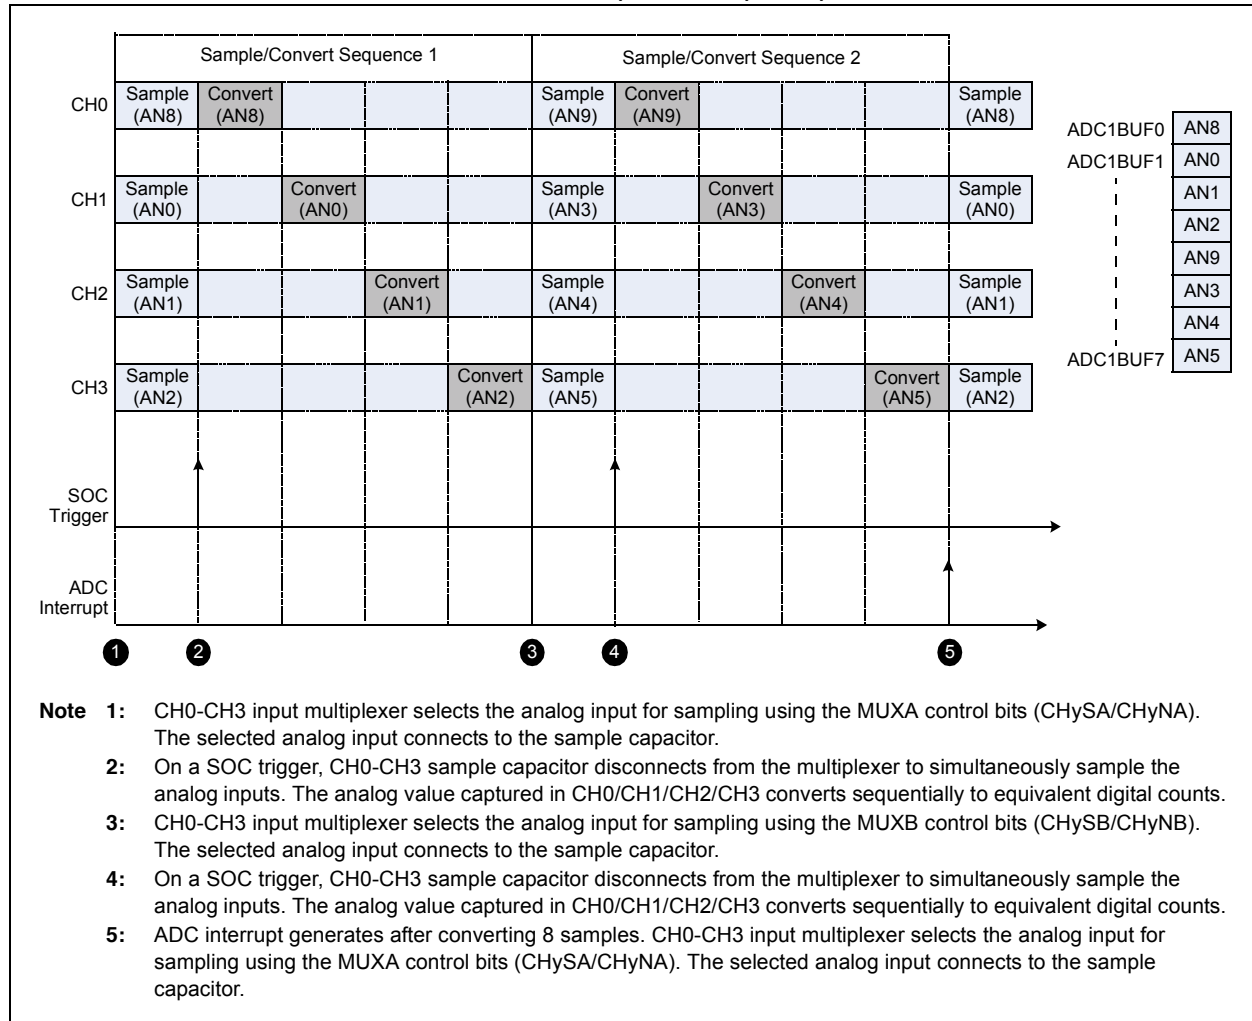 Sample/Convert Sequence 1
Sample/Convert Sequence 2
CH0
Sample
(AN8)
Convert
(AN8)
Sample
(AN9)
Convert
(AN9)
Sample
(AN8)
CH1
Sample
(AN0)
Convert
(AN0)
Sample
(AN3)
Convert
(AN3)
Sample
(AN0)
CH2
Sample
(AN1)
Convert
(AN1)
Sample
(AN4)
Convert
(AN4)
Sample
(AN1)
CH3
Sample
(AN2)
Convert
(AN2)
Sample
(AN5)
Convert
(AN5)
Sample
(AN2)
ADC1BUF0 AN8
ADC1BUF1 AN0
AN1
AN2
AN9
AN3
AN4
ADC1BUF7 AN5
SOC
Trigger
ADC
Interrupt
1 2 3 4 5
Note 1: CH0-CH3 input multiplexer selects the analog input for sampling using the MUXA control bits (CHySA/CHyNA).
The selected analog input connects to the sample capacitor.
2: On a SOC trigger, CH0-CH3 sample capacitor disconnects from the multiplexer to simultaneously sample the
analog inputs. The analog value captured in CH0/CH1/CH2/CH3 converts sequentially to equivalent digital counts.
3: CH0-CH3 input multiplexer selects the analog input for sampling using the MUXB control bits (CHySB/CHyNB).
The selected analog input connects to the sample capacitor.
4: On a SOC trigger, CH0-CH3 sample capacitor disconnects from the multiplexer to simultaneously sample the
analog inputs. The analog value captured in CH0/CH1/CH2/CH3 converts sequentially to equivalent digital counts.
5: ADC interrupt generates after converting 8 samples. CH0-CH3 input multiplexer selects the analog input for
sampling using the MUXA control bits (CHySA/CHyNA). The selected analog input connects to the sample
capacitor.